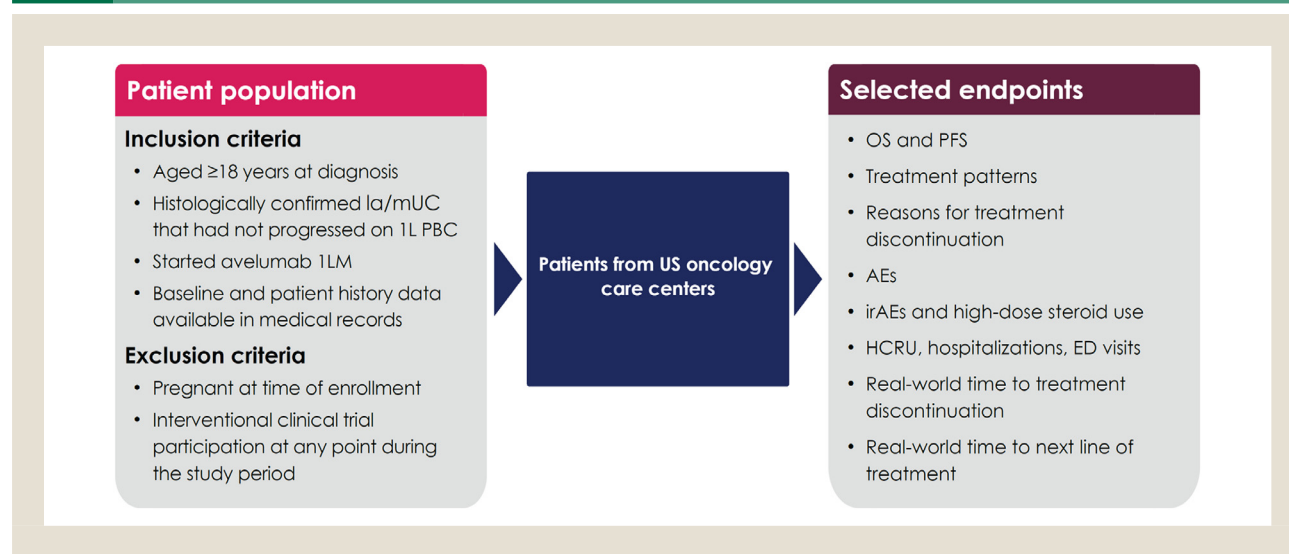 Patient population
Inclusion criteria
• Aged ≥18 years at diagnosis
• Histologically confirmed la/mUC
that had not progressed on 1L PBC
• Started avelumab 1LM
• Baseline and patient history data
available in medical records
Exclusion criteria
• Pregnant at time of enrollment
• Interventional clinical trial
participation at any point during
the study period
Patients from US oncology
care centers
Selected endpoints
• OS and PFS
• Treatment patterns
• Reasons for treatment
discontinuation
• AEs
• irAEs and high-dose steroid use
• HCRU, hospitalizations, ED visits
• Real-world time to treatment
discontinuation
• Real-world time to next line of
treatment